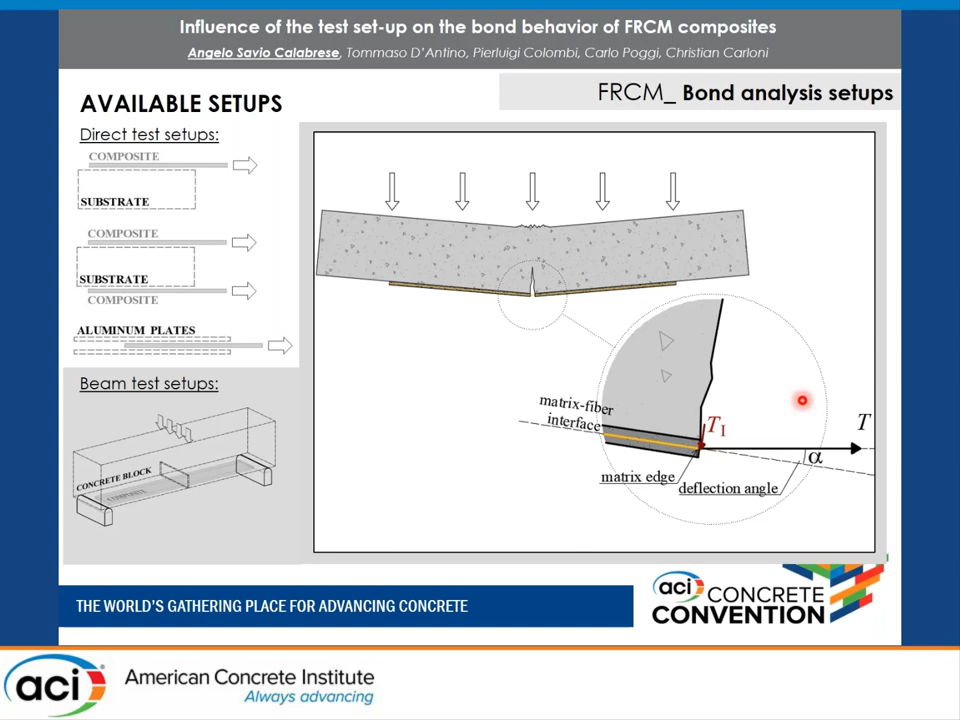 Influence of the test set-up on the bond behavior of FRCM composites
Angelo Savio Calabrese, Tommaso D'Antino, Pierluigi Colombi, Carlo Poggi, Christian Carloni
FRCM_ Bond analysis setups
AVAILABLE SETUPS
Direct test setups:
COMPOSITE
SUBSTRATE
COMPOSITE
SUBSTRATE
COMPOSITE
ALUMINUM PLATES
Beam test setups:
CONCRETE BLOCK
COMPOSITE
matrix-fiber
interface
T_I
T
α
matrix edge
deflection angle
THE WORLD'S GATHERING PLACE FOR ADVANCING CONCRETE
aci CONCRETE
CONVENTION
aci
American Concrete Institute
Always advancing